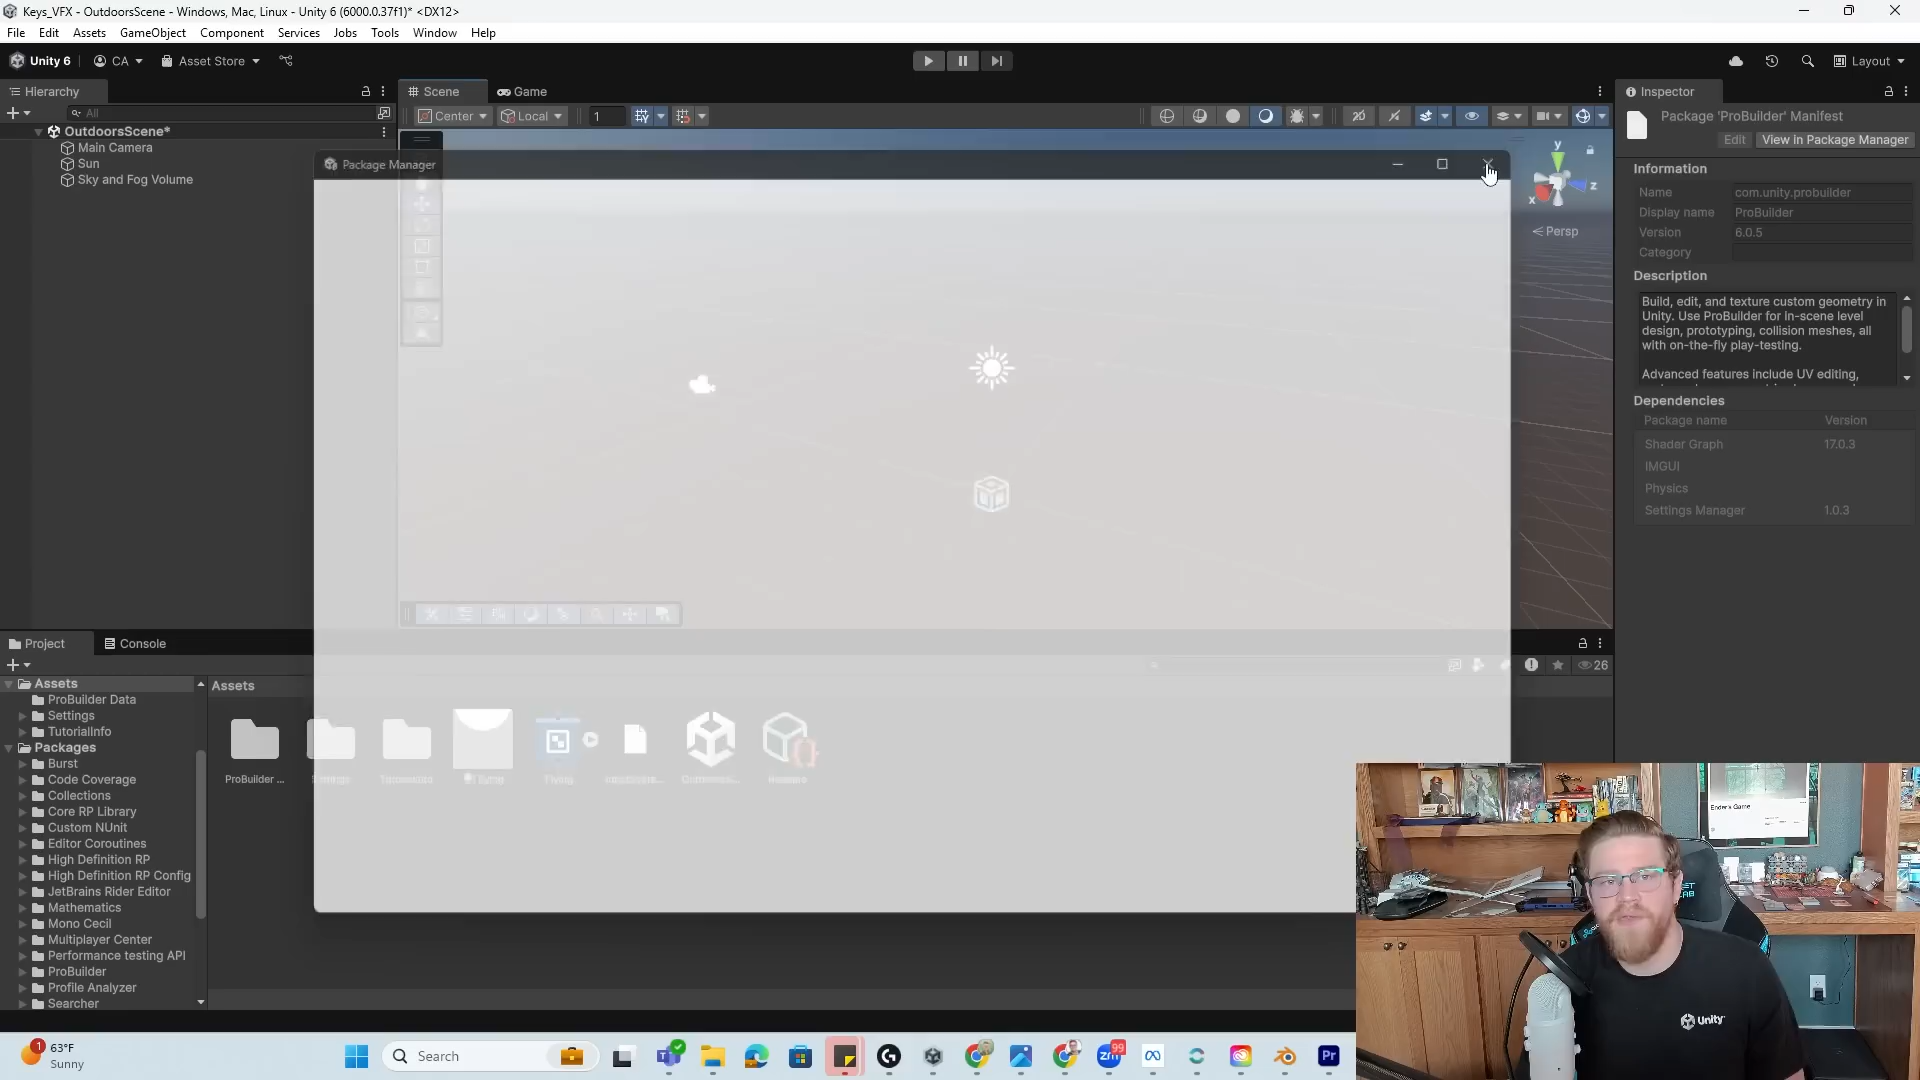 Keys_VFX - OutdoorsScene - Windows, Mac, Linux - Unity 6 (6000.0.37f1)* <DX12>
File Edit Assets GameObject Component Services Jobs Tools Window Help
Unity 6 CA Asset Store Layout
Hierarchy Scene Game Inspector
All Center Local 1
Package 'ProBuilder' Manifest
Edit View in Package Manager
OutdoorsScene*
Main Camera
Sun
Sky and Fog Volume
Package Manager
y
x z
Persp
Information
Name com.unity.probuilder
Display name ProBuilder
Version 6.0.5
Category
Description
Build, edit, and texture custom geometry in
Unity. Use ProBuilder for in-scene level
design, prototyping, collision meshes, all
with on-the-fly play-testing.
Advanced features include UV editing,
Dependencies
Package name Version
Shader Graph 17.0.3
IMGUI
Physics
Settings Manager 1.0.3
Project Console
26
Assets
ProBuilder Data
Settings
TutorialInfo
Packages
Burst
Code Coverage
Collections
Core RP Library
Custom NUnit
Editor Coroutines
High Definition RP
High Definition RP Config
JetBrains Rider Editor
Mathematics
Mono Cecil
Multiplayer Center
Performance testing API
ProBuilder
Profile Analyzer
Searcher
Assets
ProBuilder ...
Ender's Game
Unity
1
63°F
Sunny
Search
99
zm
Pr